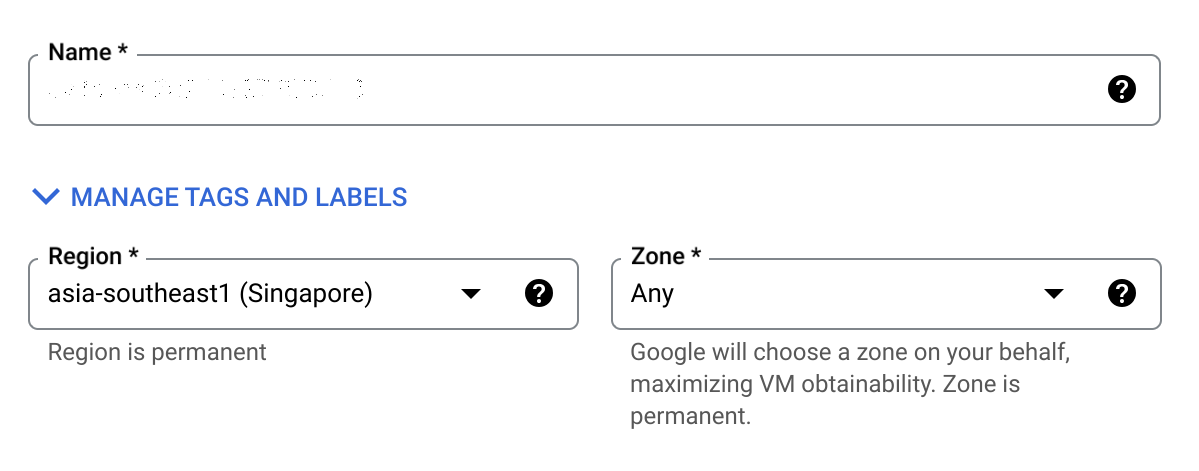 Name *
MANAGE TAGS AND LABELS
Region *
asia-southeast1 (Singapore)
Region is permanent
Zone *
Any
Google will choose a zone on your behalf,
maximizing VM obtainability. Zone is
permanent.